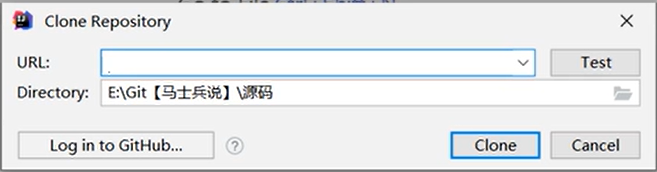 Clone Repository
URL:
Test
Directory: E:\Git【马士兵说】\源码
Log in to GitHub... ? Clone Cancel